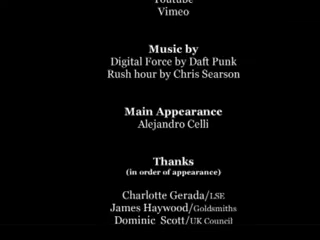 Youtube
Vimeo
Music by
Digital Force by Daft Punk
Rush hour by Chris Searson
Main Appearance
Alejandro Celli
Thanks
(in order of appearance)
Charlotte Gerada/LSE
James Haywood/Goldsmiths
Dominic Scott/UK Council